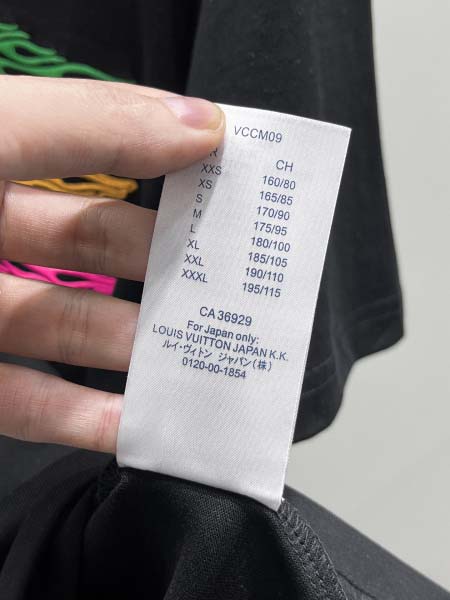 VCCM09
R CH
XXS 160/80
XS 165/85
S 170/90
M 175/95
L 180/100
XL 185/105
XXL 190/110
XXXL 195/115
CA 36929
For Japan only:
LOUIS VUITTON JAPAN K.K.
ルイ・ヴィトン ジャパン(株)
0120-00-1854